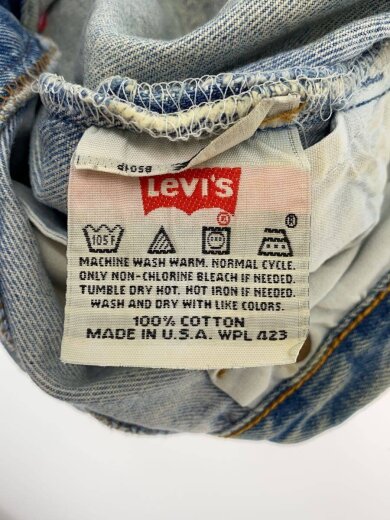 Levi's
®
®
105F
MACHINE WASH WARM. NORMAL CYCLE.
ONLY NON-CHLORINE BLEACH IF NEEDED.
TUMBLE DRY HOT. HOT IRON IF NEEDED.
WASH AND DRY WITH LIKE COLORS.
100% COTTON
MADE IN U.S.A. WPL 423